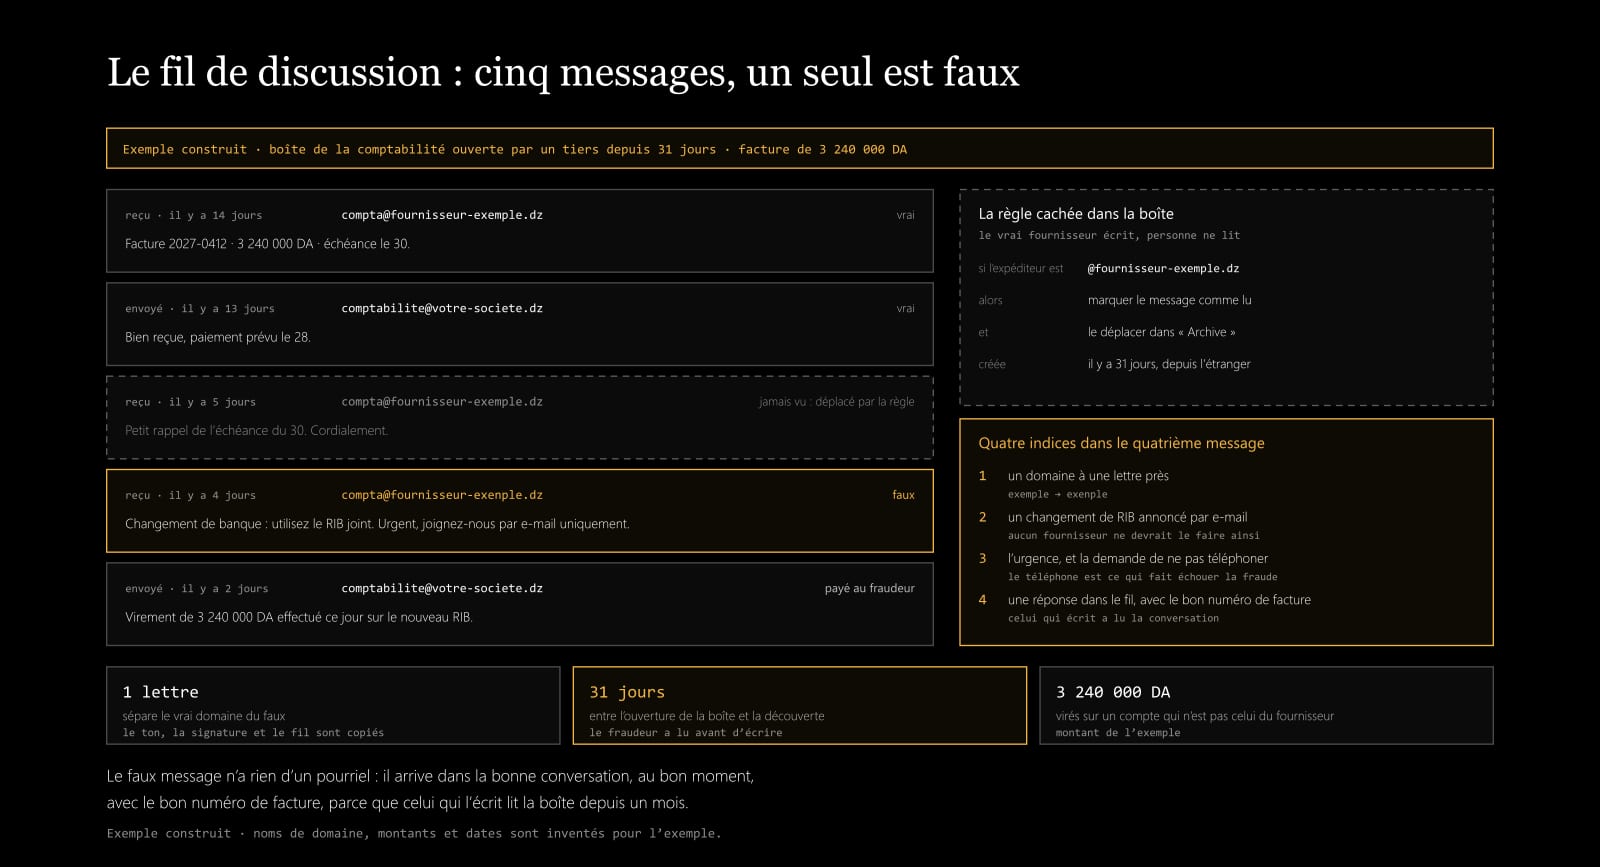 Le fil de discussion : cinq messages, un seul est faux
Exemple construit · boîte de la comptabilité ouverte par un tiers depuis 31 jours · facture de 3 240 000 DA
reçu · il y a 14 jours compta@fournisseur-exemple.dz vrai
Facture 2027-0412 · 3 240 000 DA · échéance le 30.
envoyé · il y a 13 jours comptabilite@votre-societe.dz vrai
Bien reçue, paiement prévu le 28.
reçu · il y a 5 jours compta@fournisseur-exemple.dz jamais vu : déplacé par la règle
Petit rappel de l’échéance du 30. Cordialement.
reçu · il y a 4 jours compta@fournisseur-exenple.dz faux
Changement de banque : utilisez le RIB joint. Urgent, joignez-nous par e-mail uniquement.
envoyé · il y a 2 jours comptabilite@votre-societe.dz payé au fraudeur
Virement de 3 240 000 DA effectué ce jour sur le nouveau RIB.
La règle cachée dans la boîte
le vrai fournisseur écrit, personne ne lit
si l’expéditeur est @fournisseur-exemple.dz
alors marquer le message comme lu
et le déplacer dans « Archive »
créée il y a 31 jours, depuis l’étranger
Quatre indices dans le quatrième message
1 un domaine à une lettre près
exemple → exenple
2 un changement de RIB annoncé par e-mail
aucun fournisseur ne devrait le faire ainsi
3 l’urgence, et la demande de ne pas téléphoner
le téléphone est ce qui fait échouer la fraude
4 une réponse dans le fil, avec le bon numéro de facture
celui qui écrit a lu la conversation
1 lettre
sépare le vrai domaine du faux
le ton, la signature et le fil sont copiés
31 jours
entre l’ouverture de la boîte et la découverte
le fraudeur a lu avant d’écrire
3 240 000 DA
virés sur un compte qui n’est pas celui du fournisseur
montant de l’exemple
Le faux message n’a rien d’un pourriel : il arrive dans la bonne conversation, au bon moment,
avec le bon numéro de facture, parce que celui qui l’écrit lit la boîte depuis un mois.
Exemple construit · noms de domaine, montants et dates sont inventés pour l’exemple.